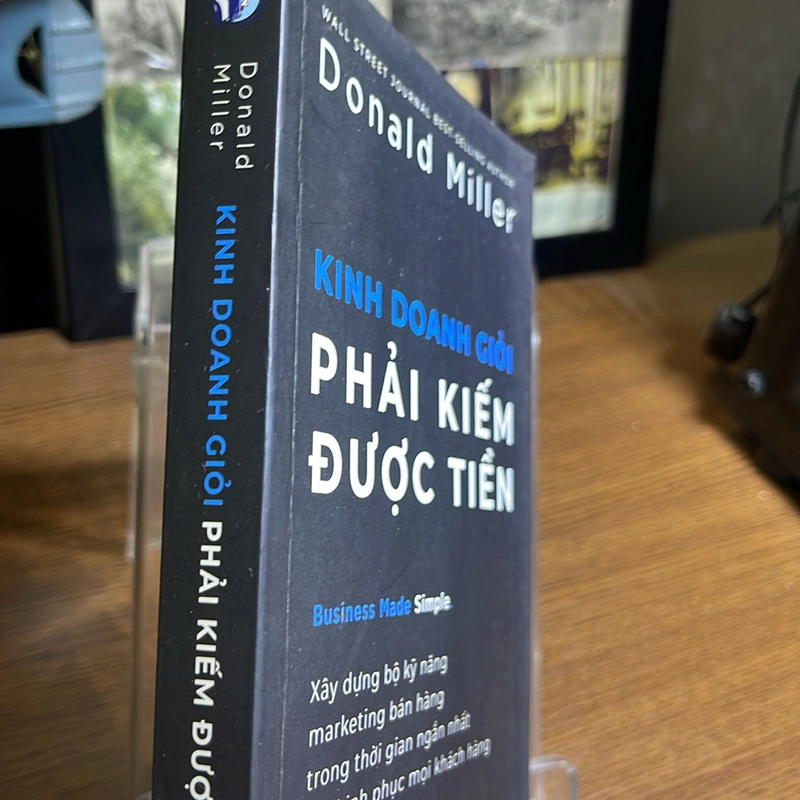 Donald
Miller
KINH DOANH GIỎI PHẢI KIẾM ĐƯỢ
WALL STREET JOURNAL BEST-SELLING AUTHOR
Donald Miller
KINH DOANH GIỎI
PHẢI KIẾM
ĐƯỢC TIỀN
Business Made Simple
Xây dựng bộ kỹ năng
marketing bán hàng
trong thời gian ngắn nhất
phục mọi khách hàng